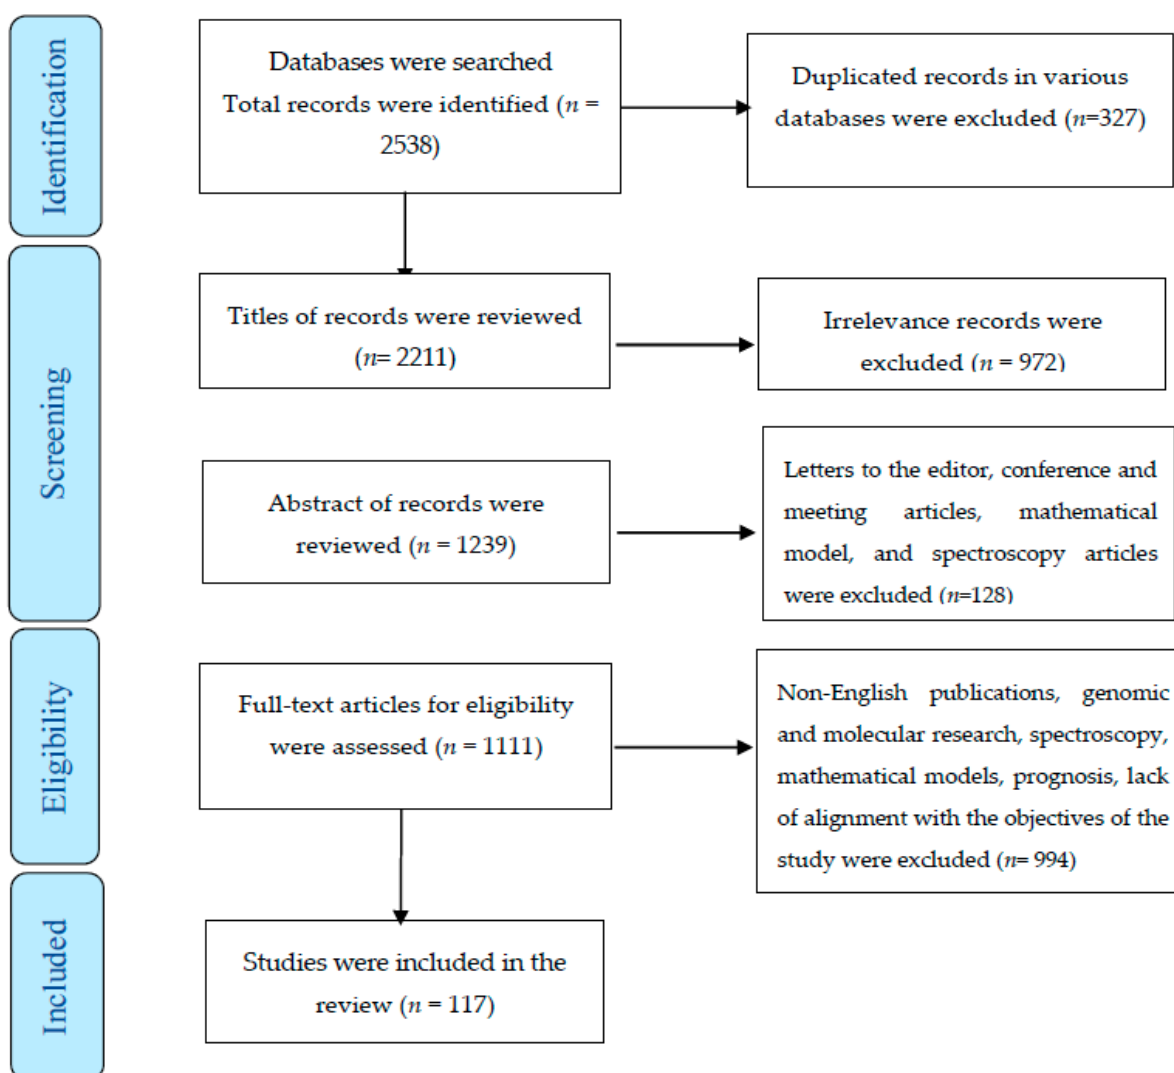 Identification
Databases were searched
Total records were identified (n =
2538)
Duplicated records in various
databases were excluded (n=327)
Screening
Titles of records were reviewed
(n= 2211)
Irrelevance records were
excluded (n = 972)
Abstract of records were
reviewed (n = 1239)
Letters to the editor, conference and
meeting articles, mathematical
model, and spectroscopy articles
were excluded (n=128)
Eligibility
Full-text articles for eligibility
were assessed (n = 1111)
Non-English publications, genomic
and molecular research, spectroscopy,
mathematical models, prognosis, lack
of alignment with the objectives of the
study were excluded (n= 994)
Included
Studies were included in the
review (n = 117)